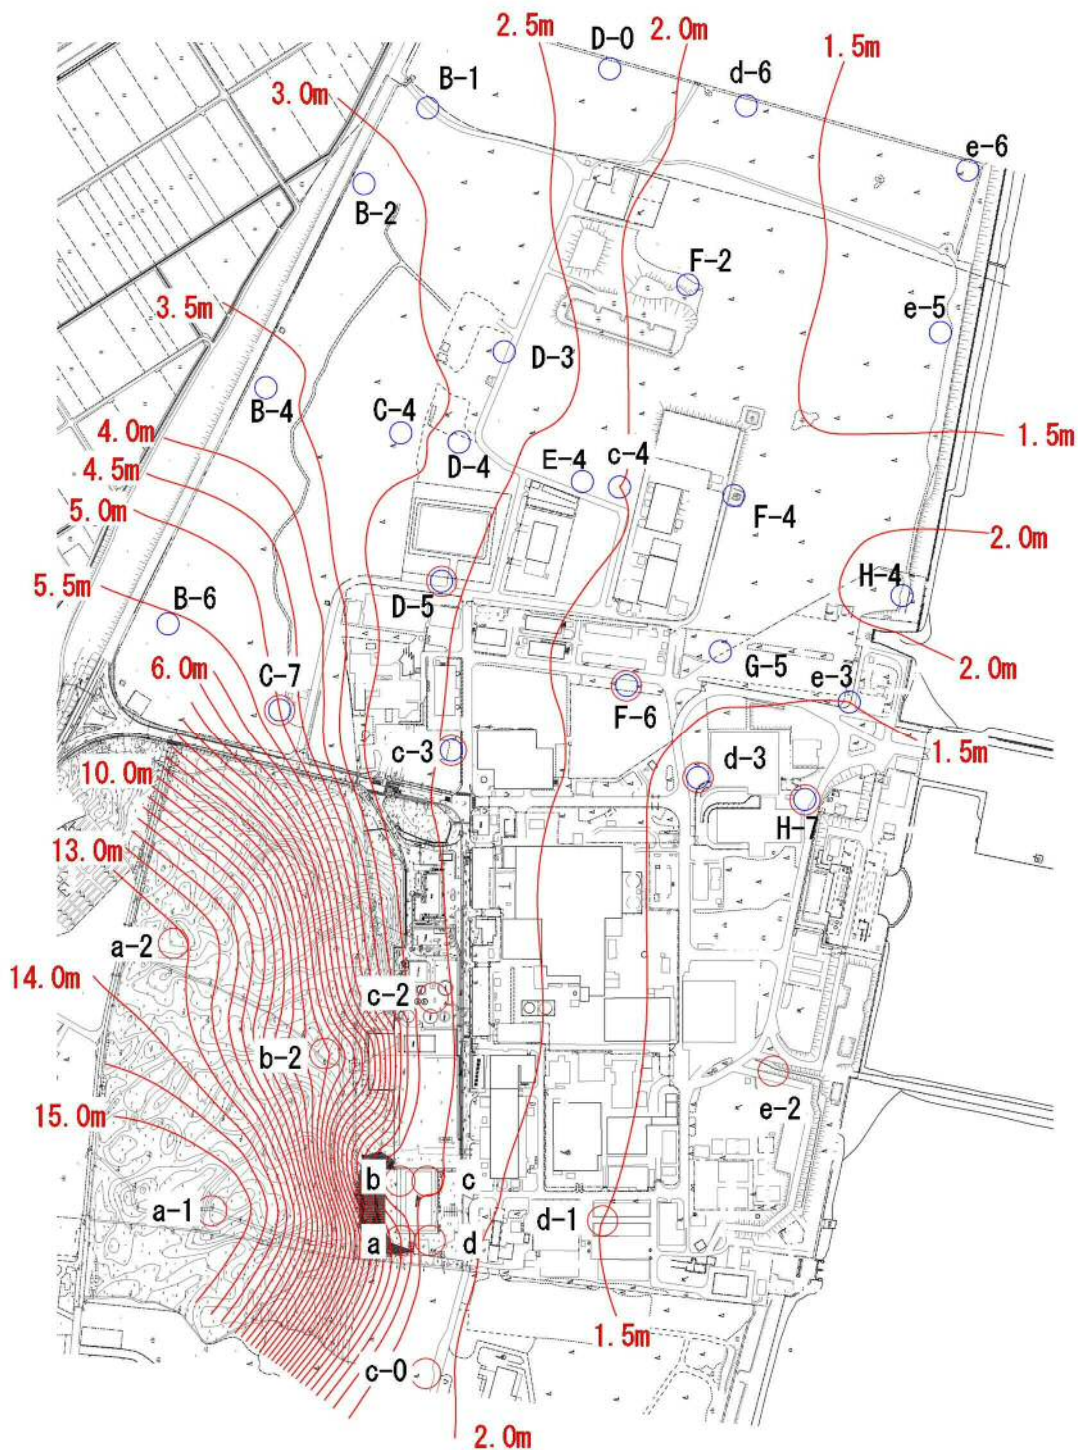 2.5m
D-0
2.0m
1.5m
B-1
3.0m
d-6
e-6
B-2
F-2
3.5m
e-5
D-3
B-4
C-4
4.0m
D-4
E-4
c-4
1.5m
4.5m
5.0m
F-4
2.0m
5.5m
B-6
D-5
H-4
6.0m
C-7
G-5
2.0m
F-6
e-3
c-3
d-3
1.5m
10.0m
H-7
13.0m
a-2
14.0m
c-2
b-2
15.0m
e-2
b
c
a-1
d-1
a
d
1.5m
c-0
2.0m